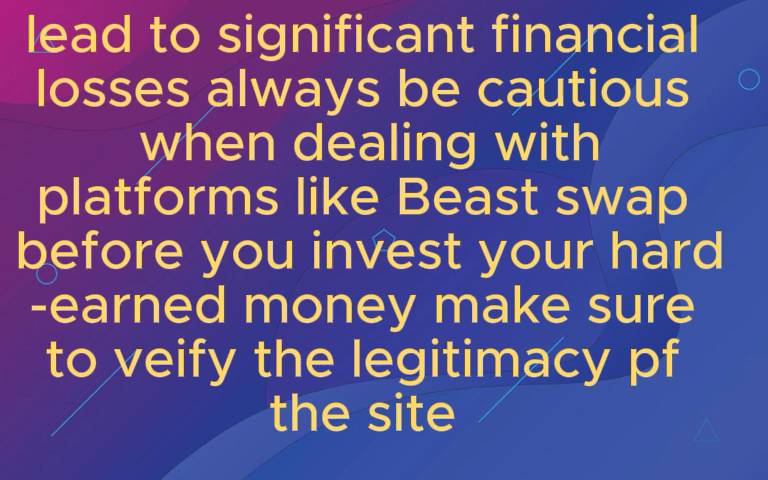 lead to significant financial
losses always be cautious
when dealing with
platforms like Beast swap
before you invest your hard
-earned money make sure
to veify the legitimacy pf
the site